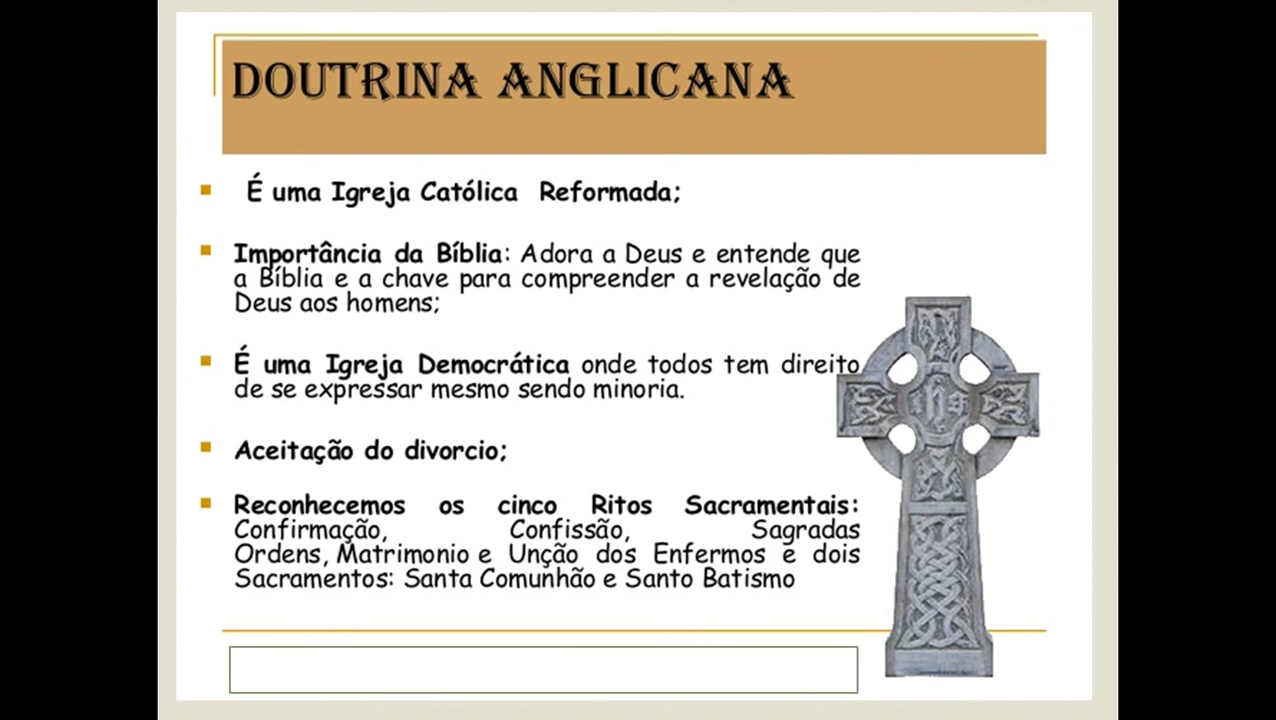 DOUTRINA ANGLICANA
É uma Igreja Católica Reformada;
Importância da Bíblia: Adora a Deus e entende que
a Bíblia e a chave para compreender a revelação de
Deus aos homens;
É uma Igreja Democrática onde todos tem direito
de se expressar mesmo sendo minoria.
Aceitação do divorcio;
Reconhecemos os cinco Ritos Sacramentais:
Confirmação, Confissão, Sagradas
Ordens, Matrimonio e Unção dos Enfermos e dois
Sacramentos: Santa Comunhão e Santo Batismo
IHS